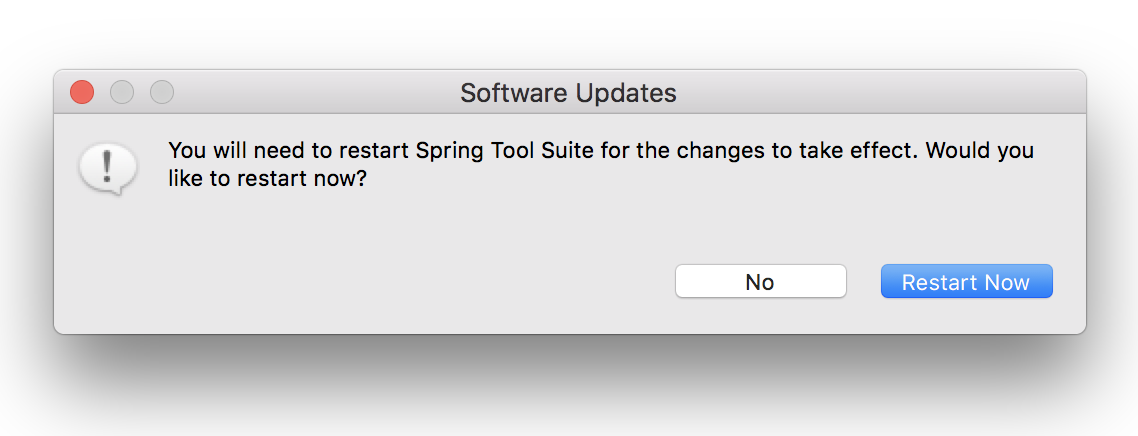 Software Updates
You will need to restart Spring Tool Suite for the changes to take effect. Would you
like to restart now?
No
Restart Now